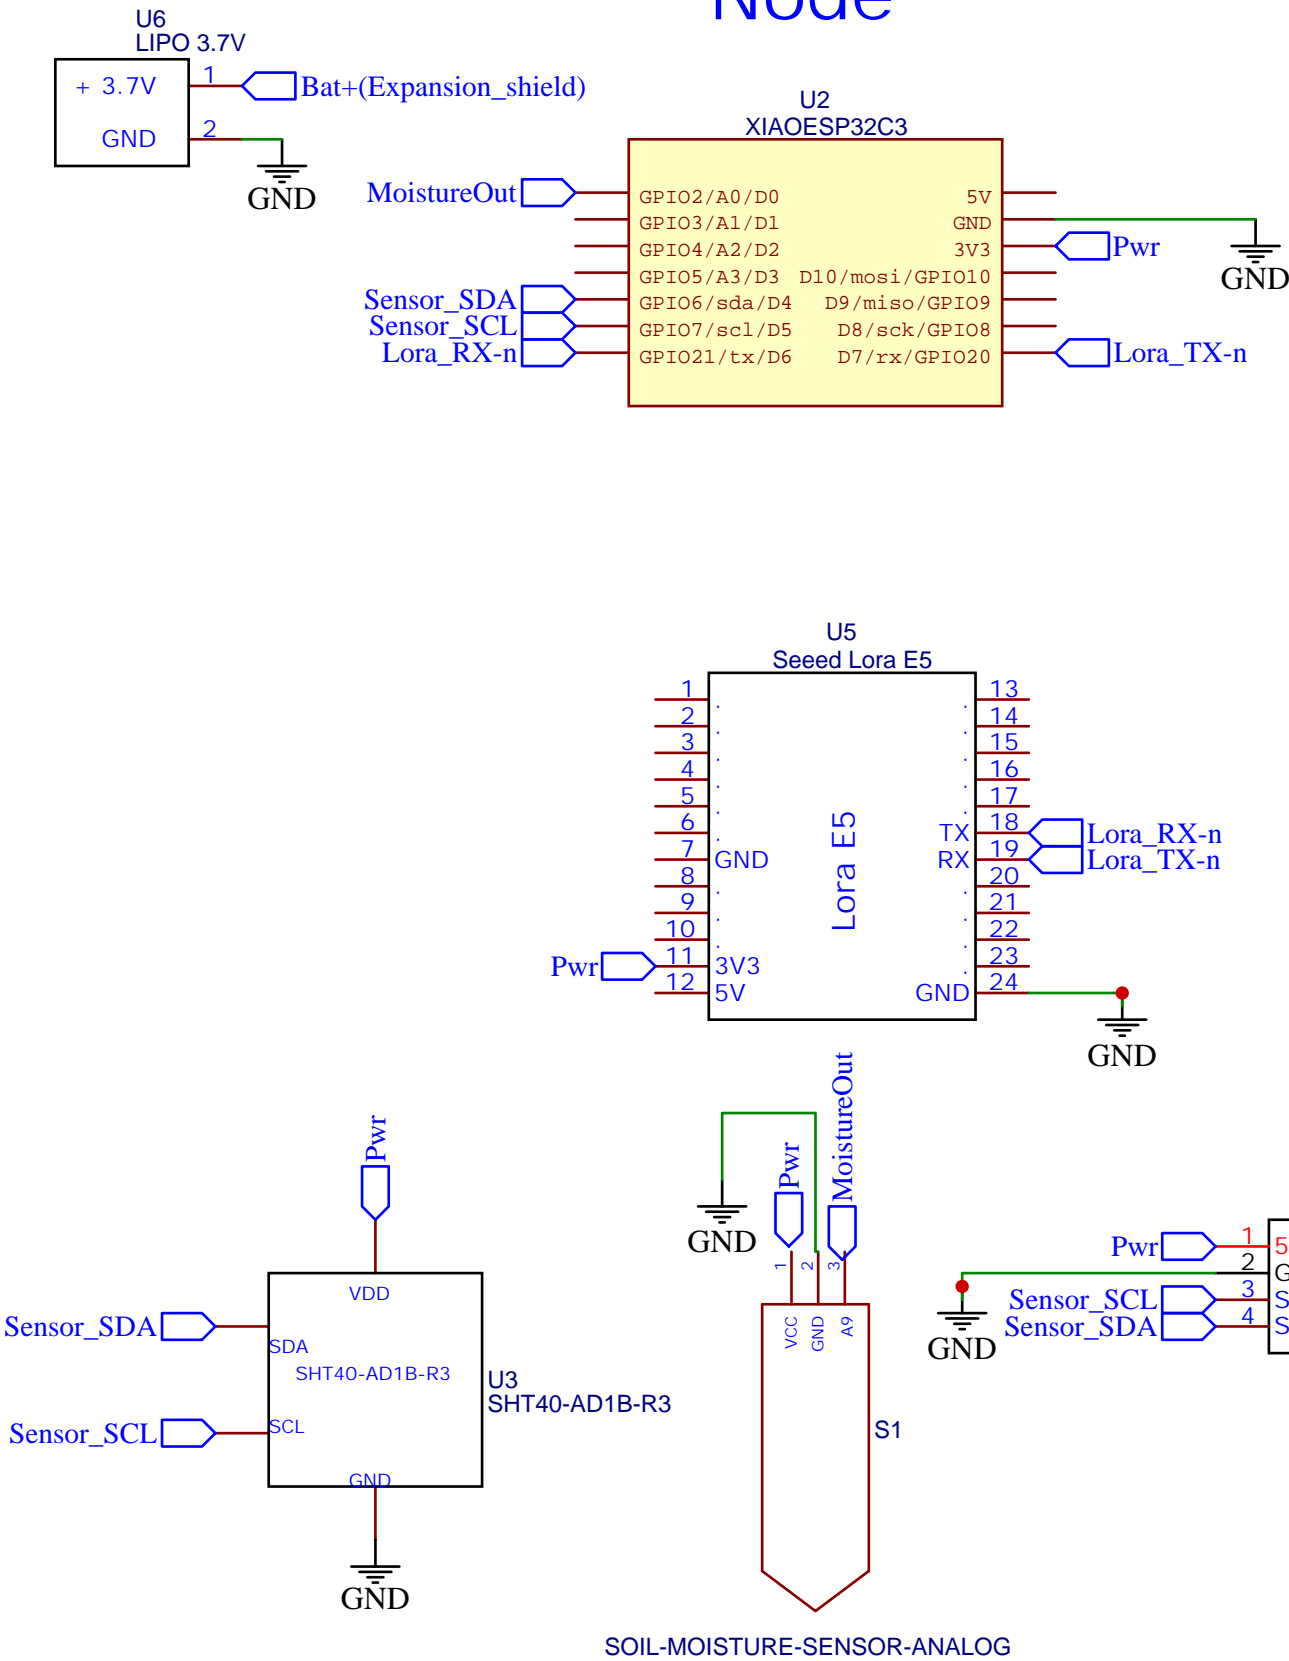 Node
U6
LIPO 3.7V
+ 3.7V
GND
1
2
Bat+(Expansion_shield)
GND
U2
XIAOESP32C3
MoistureOut
Sensor_SDA
Sensor_SCL
Lora_RX-n
GPIO2/A0/D0
GPIO3/A1/D1
GPIO4/A2/D2
GPIO5/A3/D3
GPIO6/sda/D4
GPIO7/scl/D5
GPIO21/tx/D6
5V
GND
3V3
D10/mosi/GPIO10
D9/miso/GPIO9
D8/sck/GPIO8
D7/rx/GPIO20
Pwr
GND
Lora_TX-n
U5
Seeed Lora E5
1
2
3
4
5
6
7 GND
8
9
10
Pwr 11 3V3
12 5V
Lora E5
13
14
15
16
17
TX 18 Lora_RX-n
RX 19 Lora_TX-n
20
21
22
23
GND 24
GND
Pwr
VDD
Sensor_SDA
SDA
SHT40-AD1B-R3
Sensor_SCL
SCL
GND
GND
U3
SHT40-AD1B-R3
GND
Pwr
MoistureOut
1
2
3
VCC
GND
A9
S1
SOIL-MOISTURE-SENSOR-ANALOG
Pwr 1 5
2 G
Sensor_SCL 3 S
Sensor_SDA 4 S
GND